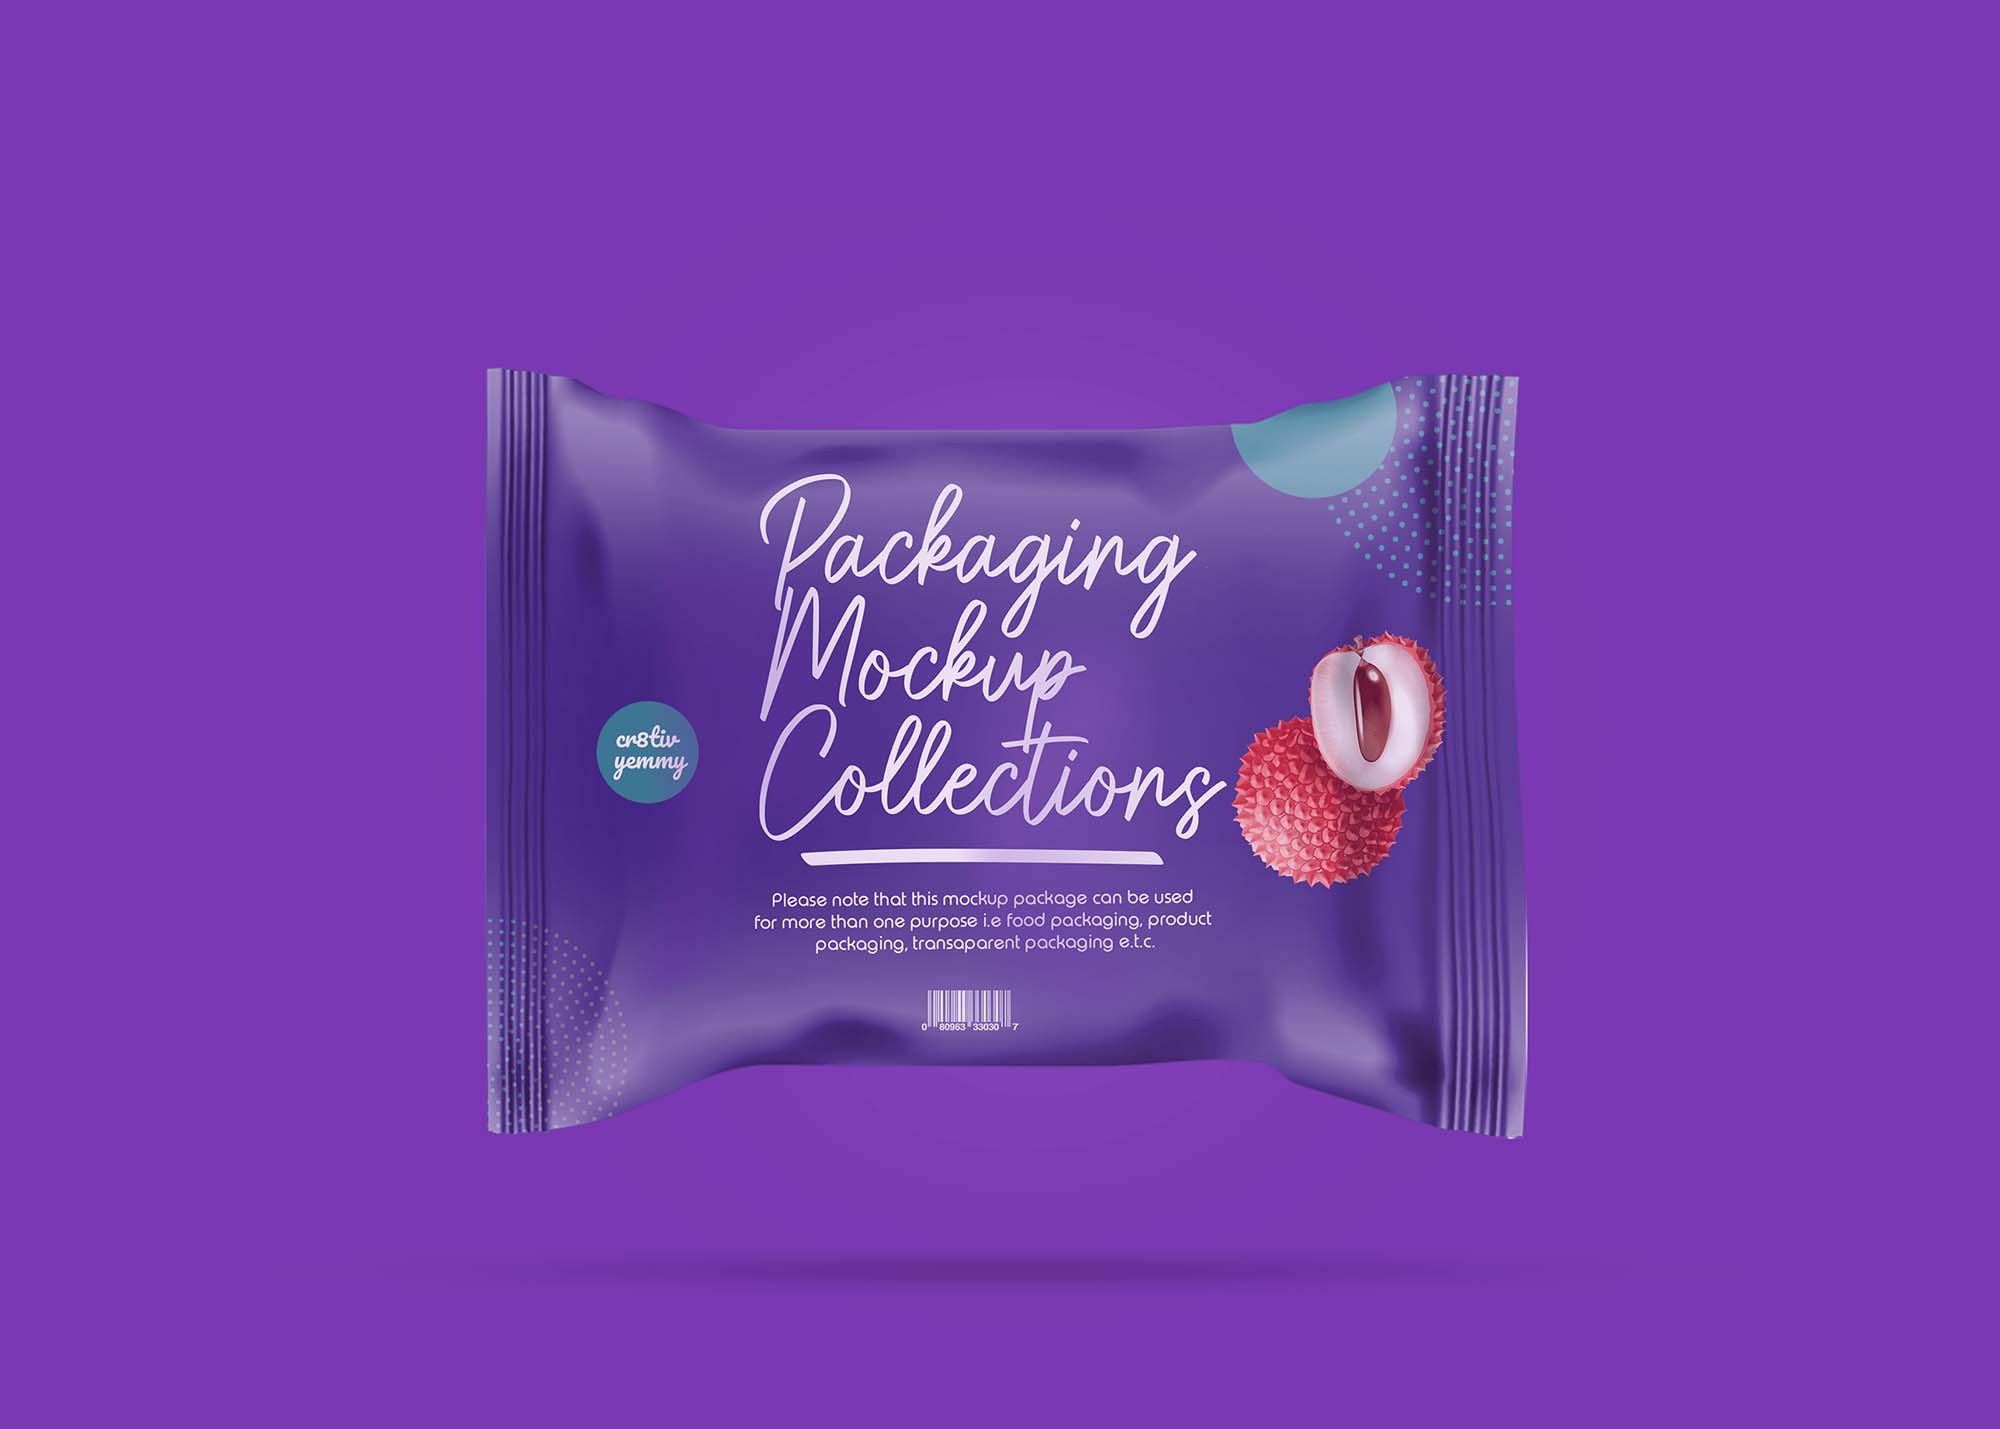 Packaging
Mockup
Collections
cr8tiv
yemmy
Please note that this mockup package can be used
for more than one purpose i.e food packaging, product
packaging, transaparent packaging e.t.c.
0 80963 33030 7